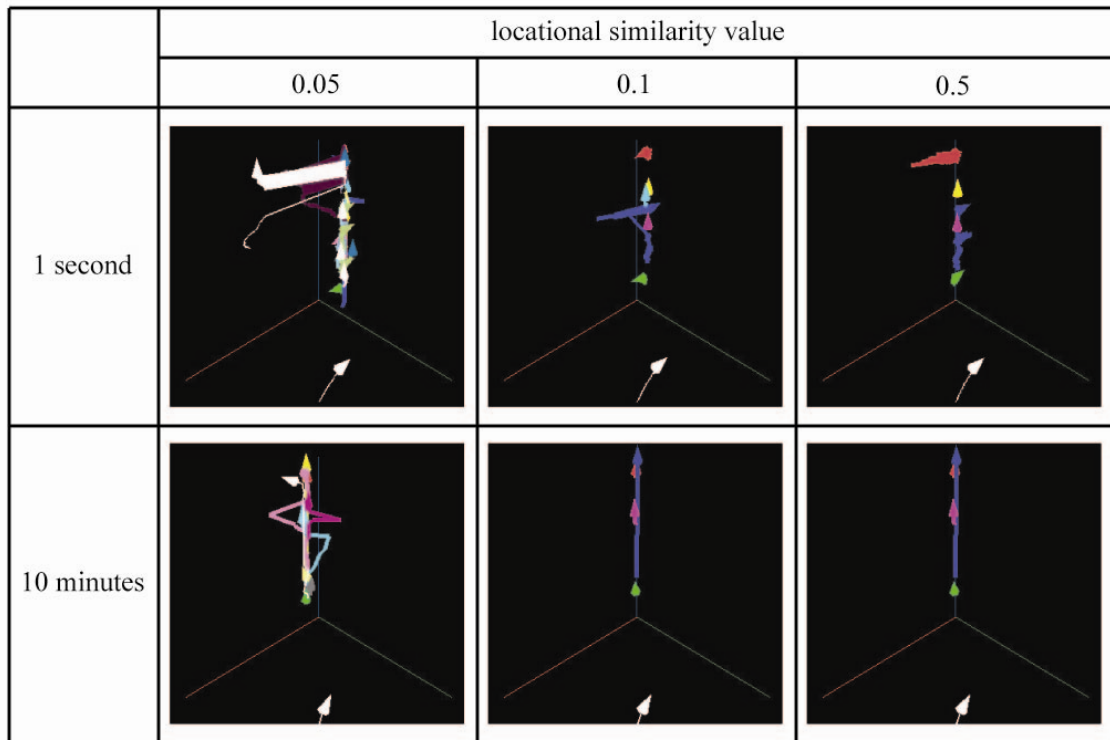 locational similarity value
0.05
0.1
0.5
1 second
10 minutes